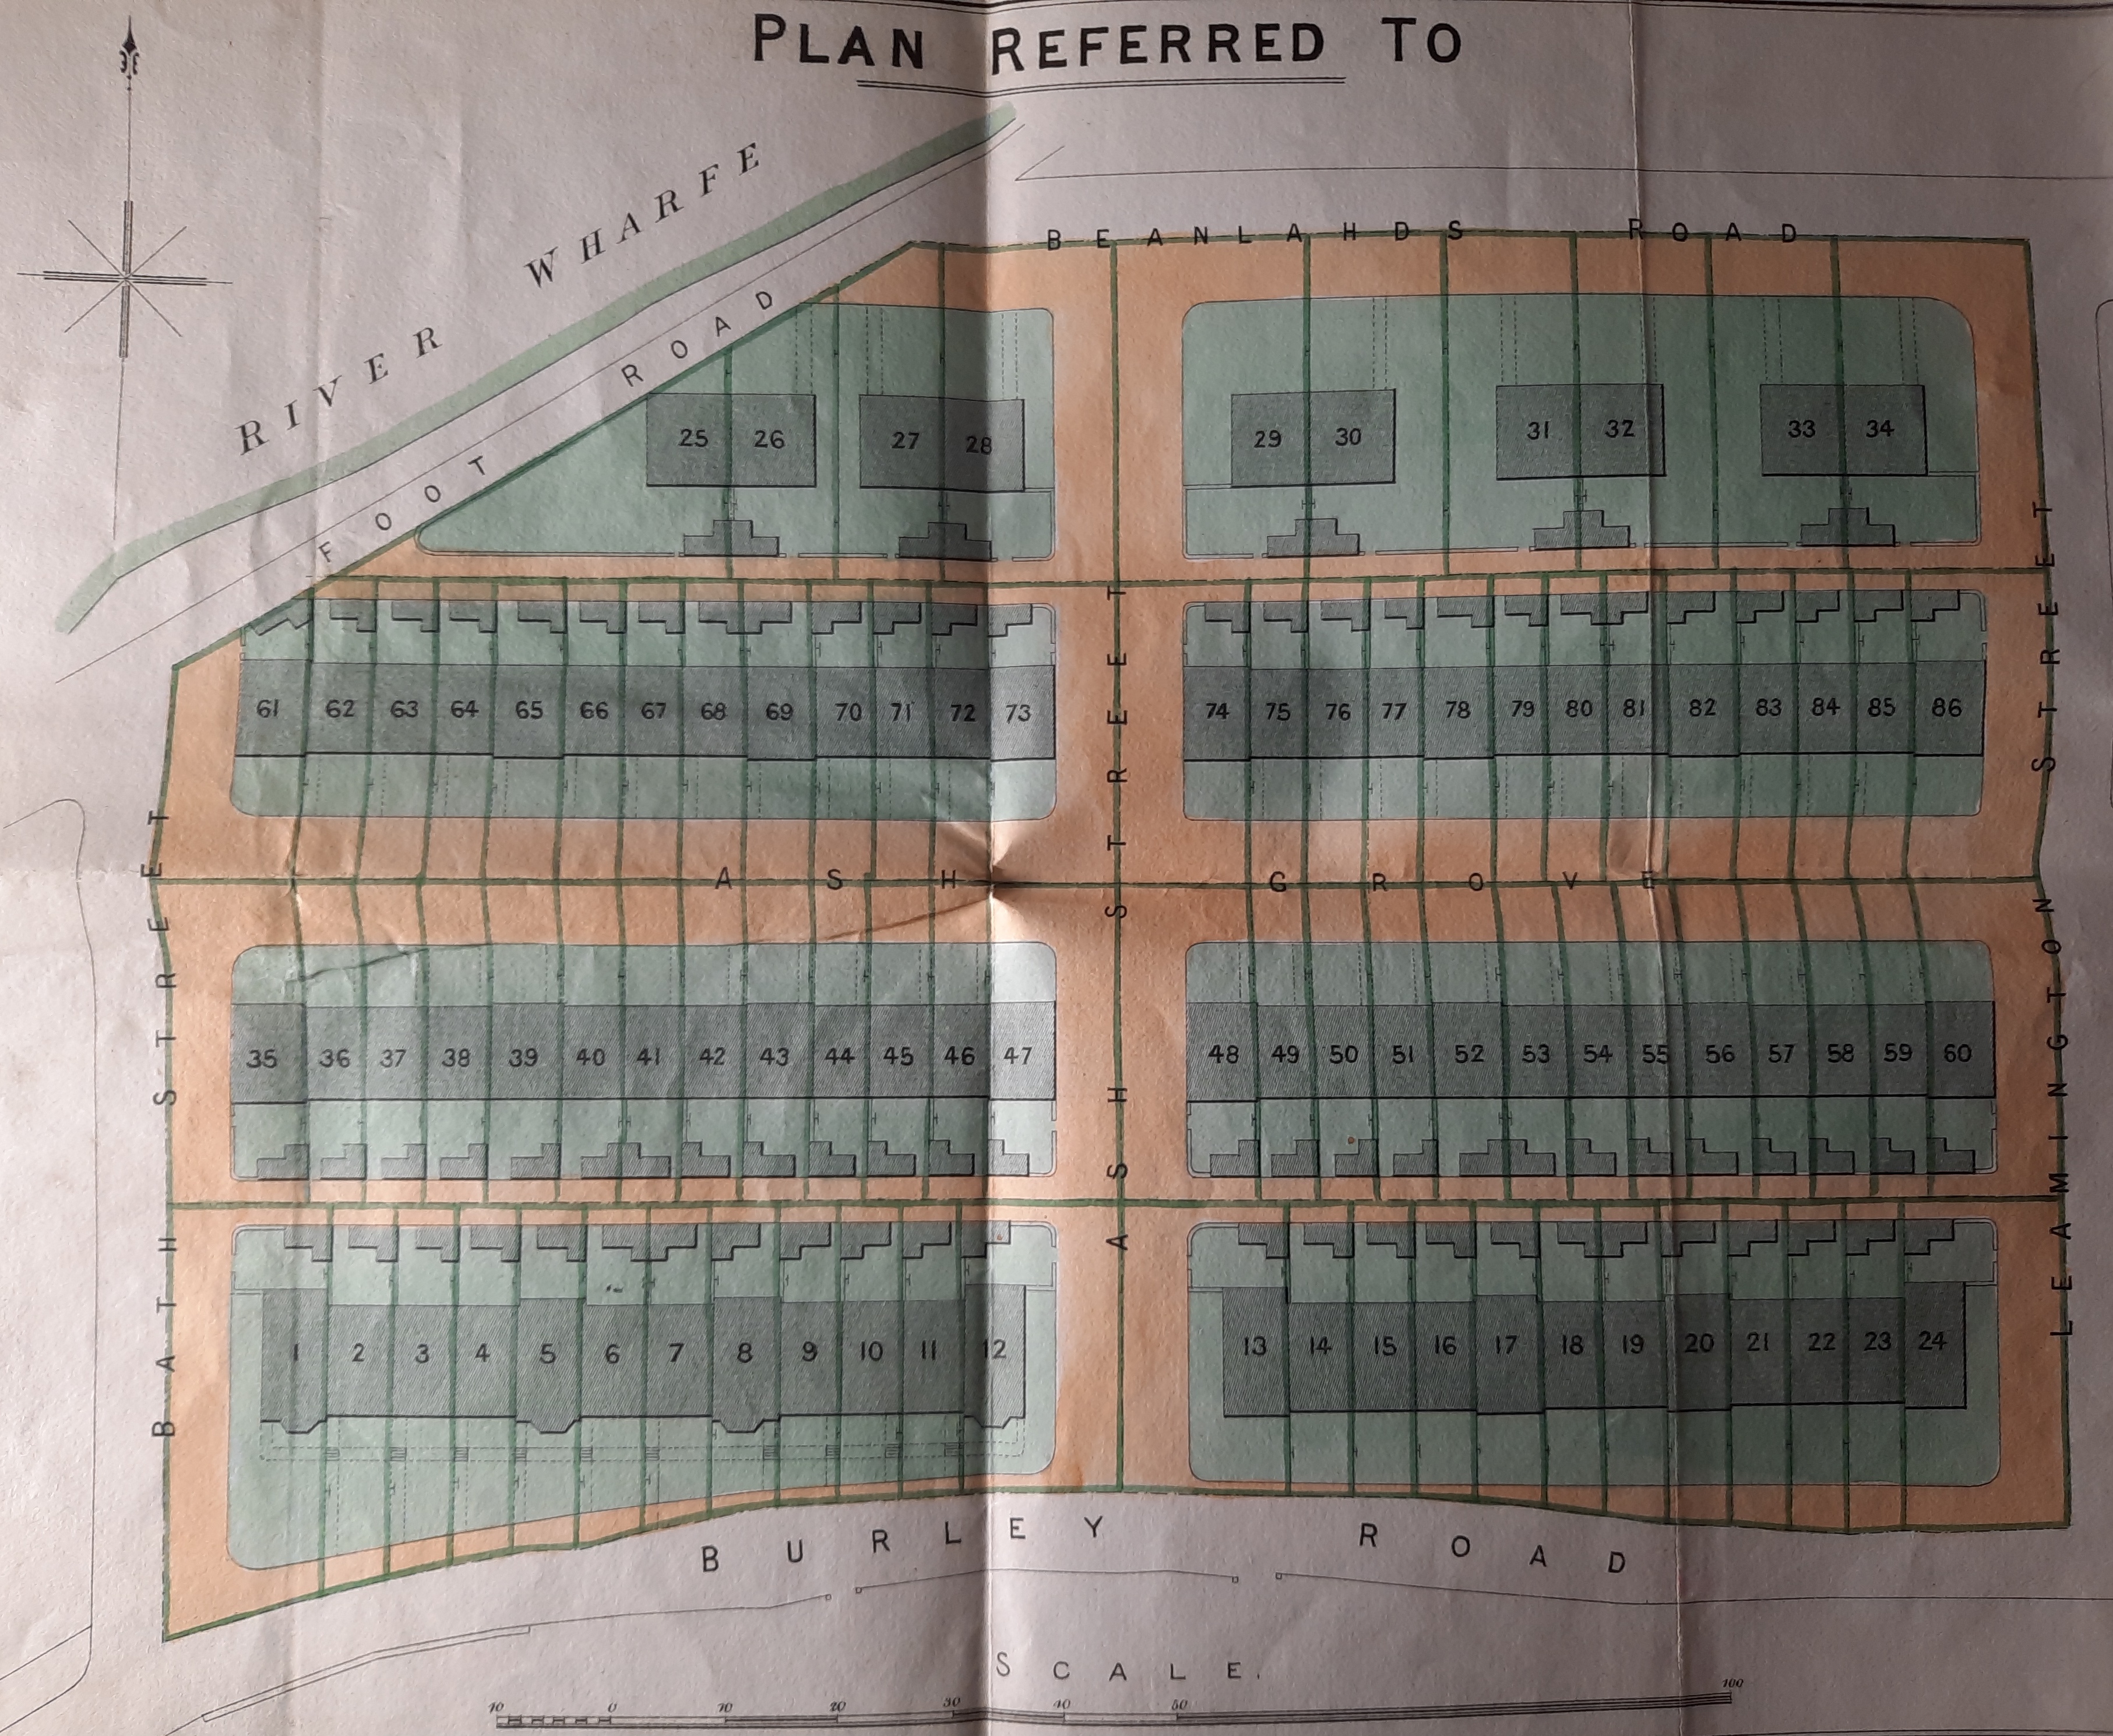 PLAN REFERRED TO
RIVER WHARFE
FOOT ROAD
BEANLAHDS ROAD
25 26 27 28 29 30 31 32 33 34
61 62 63 64 65 66 67 68 69 70 71 72 73 74 75 76 77 78 79 80 81 82 83 84 85 86
ASH GROVE
35 36 37 38 39 40 41 42 43 44 45 46 47 48 49 50 51 52 53 54 55 56 57 58 59 60
1 2 3 4 5 6 7 8 9 10 11 12 13 14 15 16 17 18 19 20 21 22 23 24
BATH STREET
ASH STREET
LEAMINGTON STREET
BURLEY ROAD
SCALE.
10 0 10 20 30 40 50 100